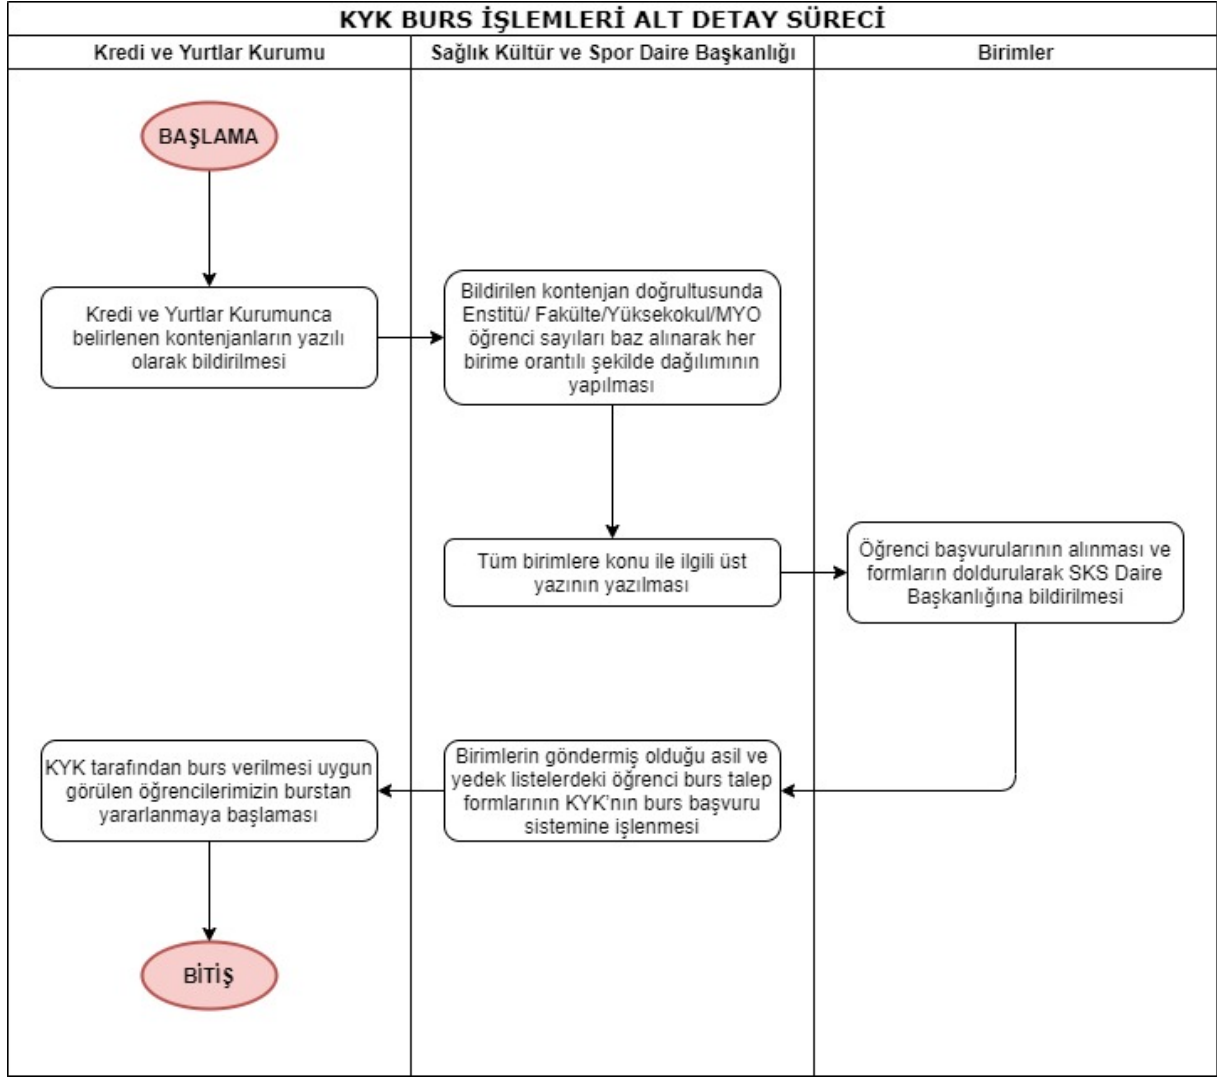 KYK BURS İŞLEMLERİ ALT DETAY SÜRECİ
Kredi ve Yurtlar Kurumu
Sağlık Kültür ve Spor Daire Başkanlığı
Birimler
BAŞLAMA
Kredi ve Yurtlar Kurumunca
belirlenen kontenjanların yazılı
olarak bildirilmesi
Bildirilen kontenjan doğrultusunda
Enstitü/ Fakülte/Yüksekokul/MYO
öğrenci sayıları baz alınarak her
birime orantılı şekilde dağılımının
yapılması
Tüm birimlere konu ile ilgili üst
yazının yazılması
Öğrenci başvurularının alınması ve
formların doldurularak SKS Daire
Başkanlığına bildirilmesi
Birimlerin göndermiş olduğu asil ve
yedek listelerdeki öğrenci burs talep
formlarının KYK'nın burs başvuru
sistemine işlenmesi
KYK tarafından burs verilmesi uygun
görülen öğrencilerimizin burstan
yararlanmaya başlaması
BİTİŞ